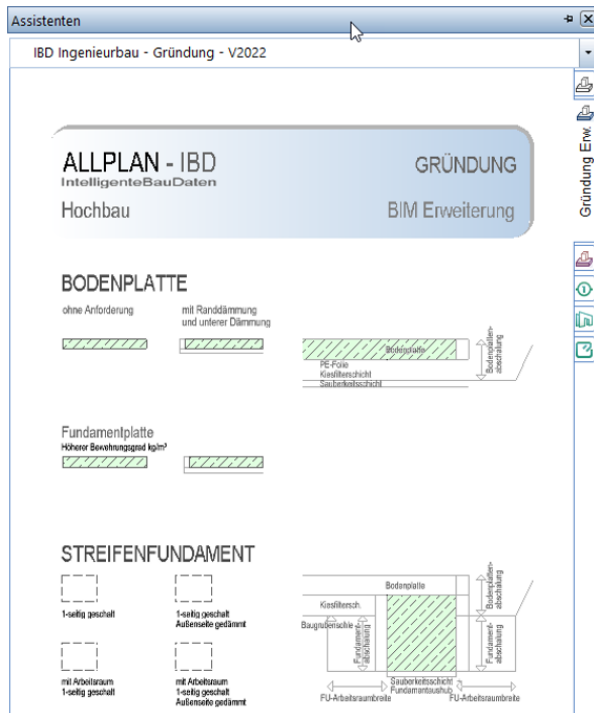 Assistenten
IBD Ingenieurbau - Gründung - V2022
Gründung Erw.
ALLPLAN - IBD
IntelligenteBauDaten
GRÜNDUNG
Hochbau
BIM Erweiterung
BODENPLATTE
ohne Anforderung
mit Randdämmung
und unterer Dämmung
Bodenplatte
PE-Folie
Kiesfilterschicht
Sauberkeitsschicht
Bodenplatten-
abschalung
Fundamentplatte
Höherer Bewehrungsgrad kg/m³
STREIFENFUNDAMENT
1-seitig geschalt
1-seitig geschalt
Außenseite gedämmt
mit Arbeitsraum
1-seitig geschalt
mit Arbeitsraum
1-seitig geschalt
Außenseite gedämmt
Bodenplatte
Bodenplatten-
abschalung
Kiesfiltersch.
Baugrubensohle
Fundament-
abschalung
Fundament-
abschalung
Sauberkeitsschicht
Fundamentaushub
FU-Arbeitsraumbreite
FU-Arbeitsraumbreite